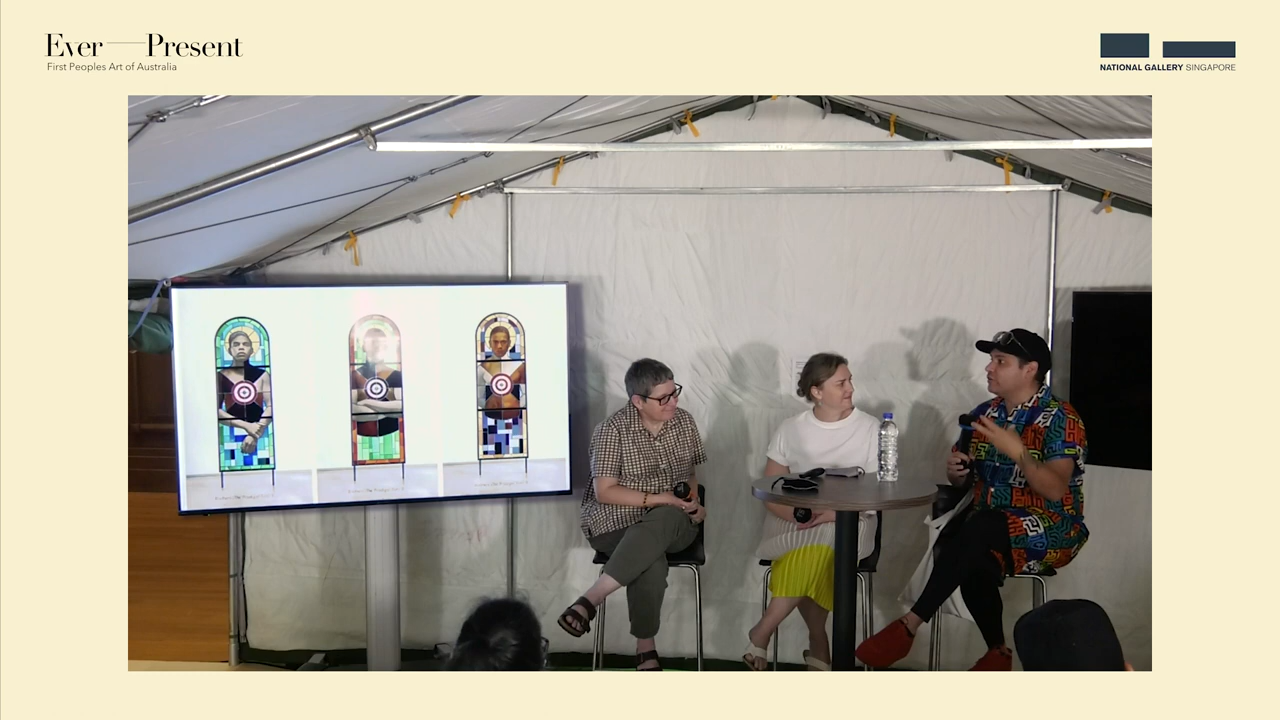 Ever — Present
First Peoples Art of Australia
NATIONAL GALLERY SINGAPORE